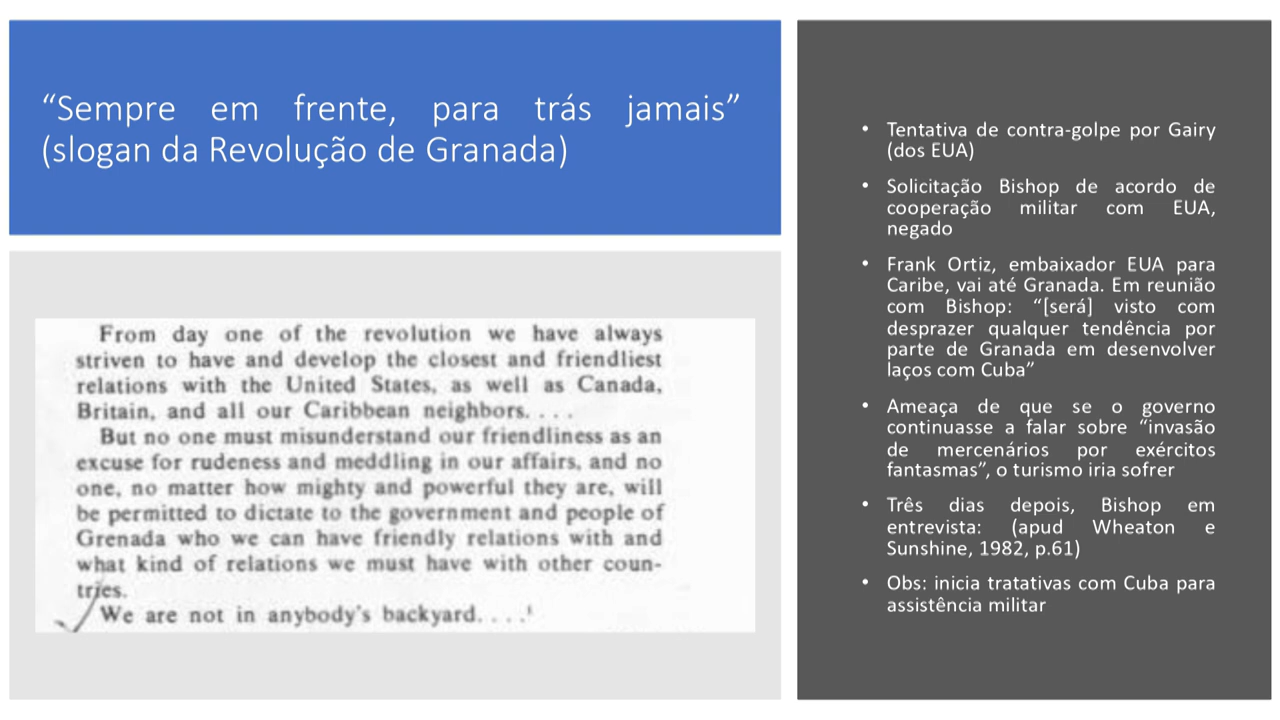 “Sempre em frente, para trás jamais”
(slogan da Revolução de Granada)
From day one of the revolution we have always
striven to have and develop the closest and friendliest
relations with the United States, as well as Canada,
Britain, and all our Caribbean neighbors. . . .
But no one must misunderstand our friendliness as an
excuse for rudeness and meddling in our affairs, and no
one, no matter how mighty and powerful they are, will
be permitted to dictate to the government and people of
Grenada who we can have friendly relations with and
what kind of relations we must have with other coun-
tries.
We are not in anybody's backyard. . . .¹
• Tentativa de contra-golpe por Gairy
(dos EUA)
• Solicitação Bishop de acordo de
cooperação militar com EUA,
negado
• Frank Ortiz, embaixador EUA para
Caribe, vai até Granada. Em reunião
com Bishop: “[será] visto com
desprazer qualquer tendência por
parte de Granada em desenvolver
laços com Cuba”
• Ameaça de que se o governo
continuasse a falar sobre “invasão
de mercenários por exércitos
fantasmas”, o turismo iria sofrer
• Três dias depois, Bishop em
entrevista: (apud Wheaton e
Sunshine, 1982, p.61)
• Obs: inicia tratativas com Cuba para
assistência militar